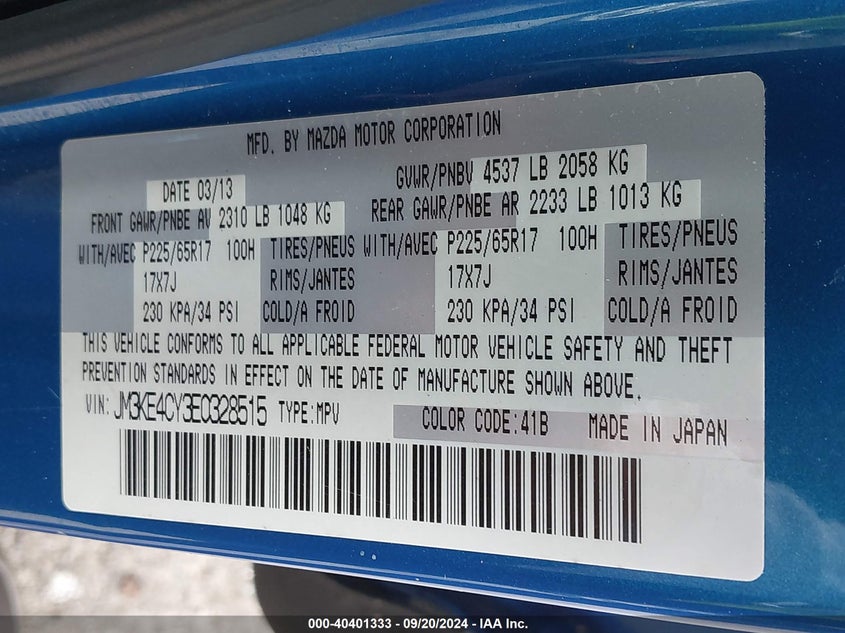 MFD. BY MAZDA MOTOR CORPORATION
DATE 03/13 GVWR/PNBV 4537 LB 2058 KG
FRONT GAWR/PNBE AV 2310 LB 1048 KG REAR GAWR/PNBE AR 2233 LB 1013 KG
WITH/AVEC P225/65R17 100H TIRES/PNEUS WITH/AVEC P225/65R17 100H TIRES/PNEUS
17X7J RIMS/JANTES 17X7J RIMS/JANTES
230 KPA/34 PSI COLD/A FROID 230 KPA/34 PSI COLD/A FROID
THIS VEHICLE CONFORMS TO ALL APPLICABLE FEDERAL MOTOR VEHICLE SAFETY AND THEFT
PREVENTION STANDARDS IN EFFECT ON THE DATE OF MANUFACTURE SHOWN ABOVE.
VIN: JM3KE4CY3E0328515 TYPE:MPV COLOR CODE:41B MADE IN JAPAN
000-40401333 - 09/20/2024 - IAA Inc.